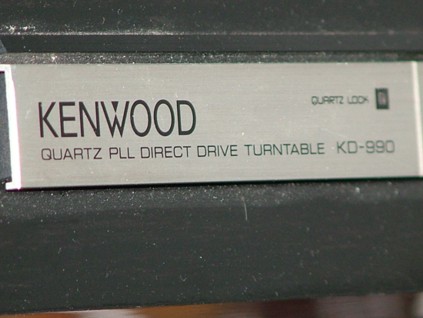 QUARTZ LOCK
KENWOOD
QUARTZ PLL DIRECT DRIVE TURNTABLE KD-990